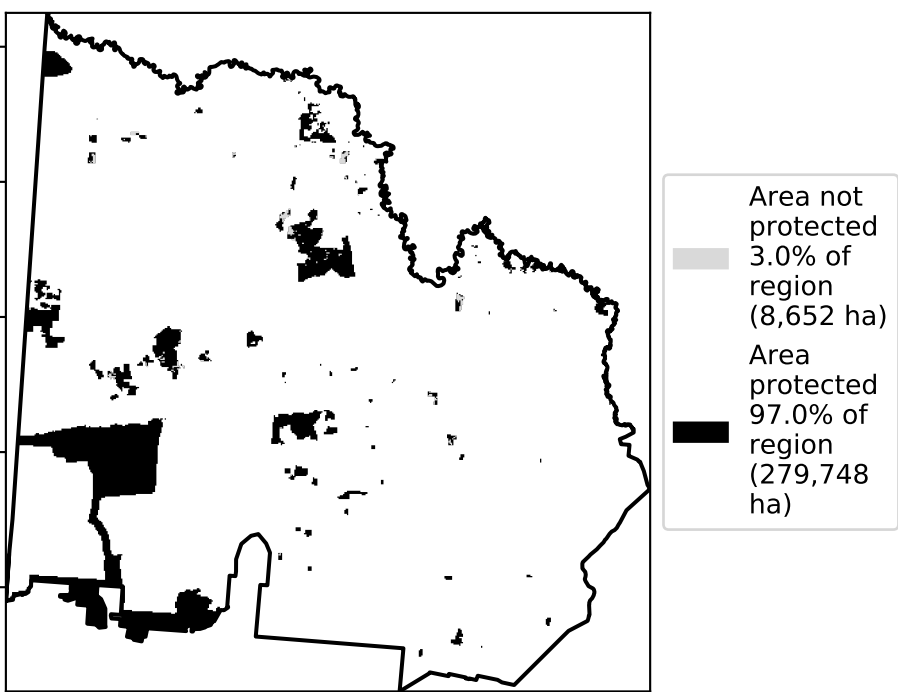 Area not
protected
3.0% of
region
(8,652 ha)
Area
protected
97.0% of
region
(279,748
ha)